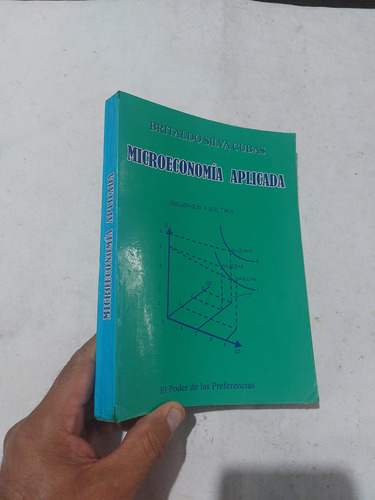 BRITALDO SILVA CUBAS
MICROECONOMÍA APLICADA
El Poder de las Preferencias
MICROECONOMÍA APLICADA